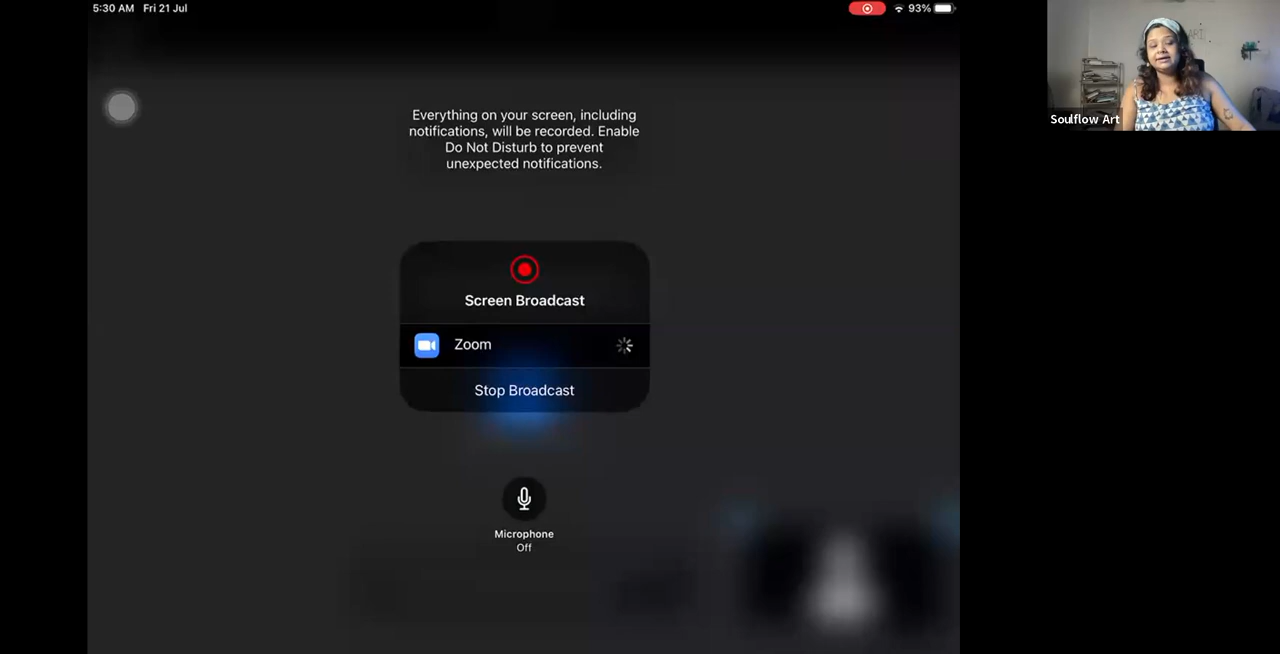 5:30 AM Fri 21 Jul
93%
Everything on your screen, including
notifications, will be recorded. Enable
Do Not Disturb to prevent
unexpected notifications.
Soulflow Art
Screen Broadcast
Zoom
Stop Broadcast
Microphone
Off